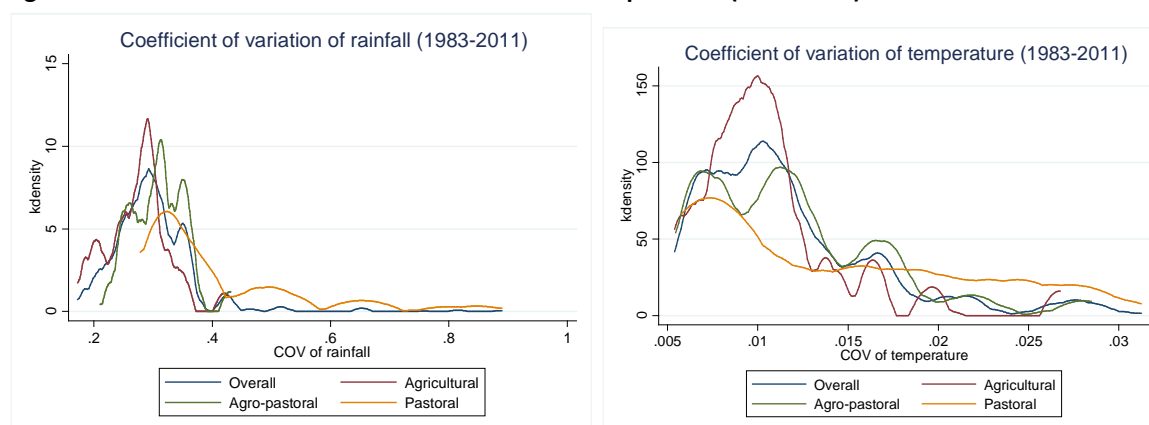 Coefficient of variation of rainfall (1983-2011)
kdensity
15
10
5
0
.2
.4
.6
.8
1
COV of rainfall
Overall
Agricultural
Agro-pastoral
Pastoral
Coefficient of variation of temperature (1983-2011)
kdensity
150
100
50
0
.005
.01
.015
.02
.025
.03
COV of temperature
Overall
Agricultural
Agro-pastoral
Pastoral